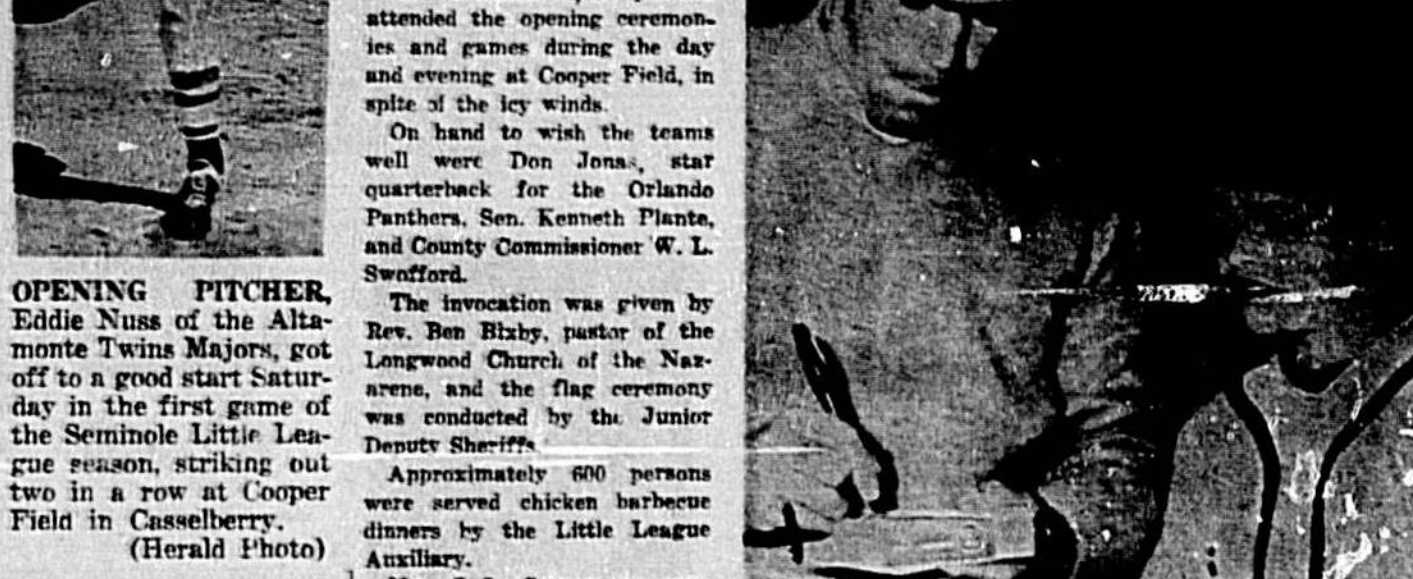 OPENING PITCHER,
Eddie Nuss of the Alta-
monte Twins Majors, got
off to a good start Satur-
day in the first game of
the Seminole Little Lea-
gue season, striking out
two in a row at Cooper
Field in Casselberry.
(Herald Photo)
attended the opening ceremon-
ies and games during the day
and evening at Cooper Field, in
spite of the icy winds.
On hand to wish the teams
well were Don Jonas, star
quarterback for the Orlando
Panthers, Sen. Kenneth Plante,
and County Commissioner W. L.
Swofford.
The invocation was given by
Rev. Ben Bixby, pastor of the
Longwood Church of the Naz-
arene, and the flag ceremony
was conducted by the Junior
Deputy Sheriffs
Approximately 600 persons
were served chicken barbecue
dinners by the Little League
Auxiliary.